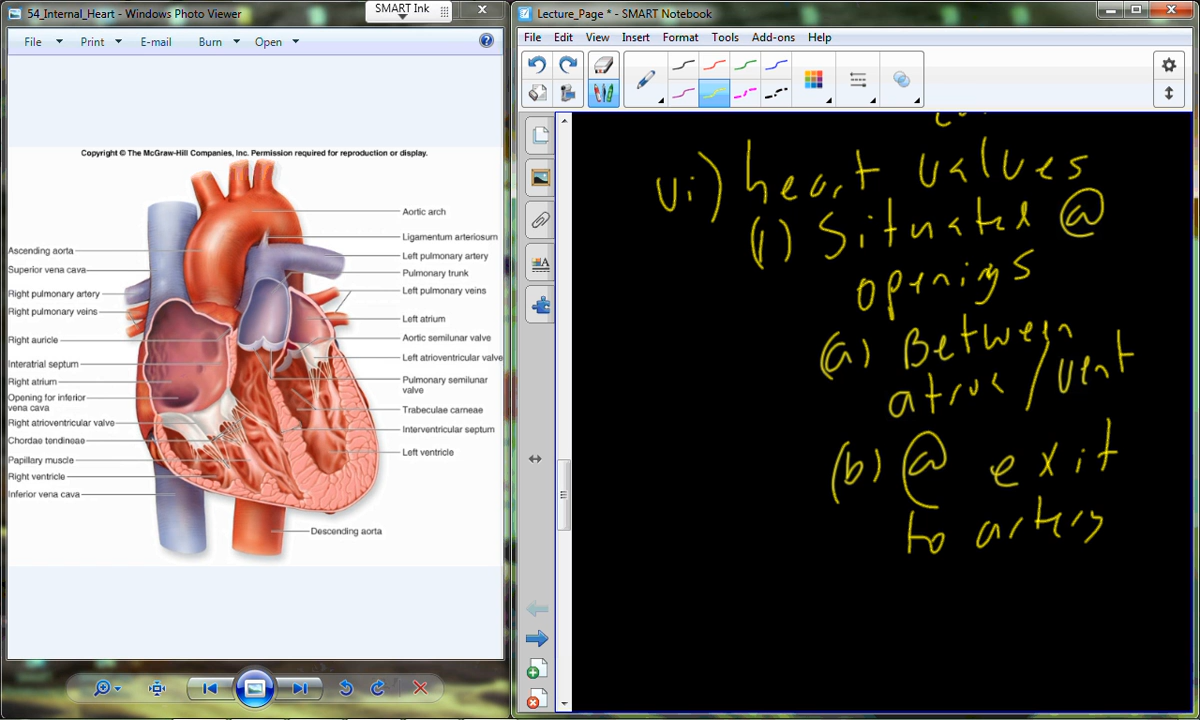 54_Internal_Heart - Windows Photo Viewer
SMART Ink
File Print E-mail Burn Open
Copyright © The McGraw-Hill Companies, Inc. Permission required for reproduction or display.
Ascending aorta
Superior vena cava
Right pulmonary artery
Right pulmonary veins
Right auricle
Interatrial septum
Right atrium
Opening for inferior
vena cava
Right atrioventricular valve
Chordae tendineae
Papillary muscle
Right ventricle
Inferior vena cava
Aortic arch
Ligamentum arteriosum
Left pulmonary artery
Pulmonary trunk
Left pulmonary veins
Left atrium
Aortic semilunar valve
Left atrioventricular valve
Pulmonary semilunar
valve
Trabeculae carneae
Interventricular septum
Left ventricle
Descending aorta
Lecture_Page * - SMART Notebook
File Edit View Insert Format Tools Add-ons Help
vi) heart valves
(1) Situated @
openings
(a) Between
/vent
(b) @ exit
to artery